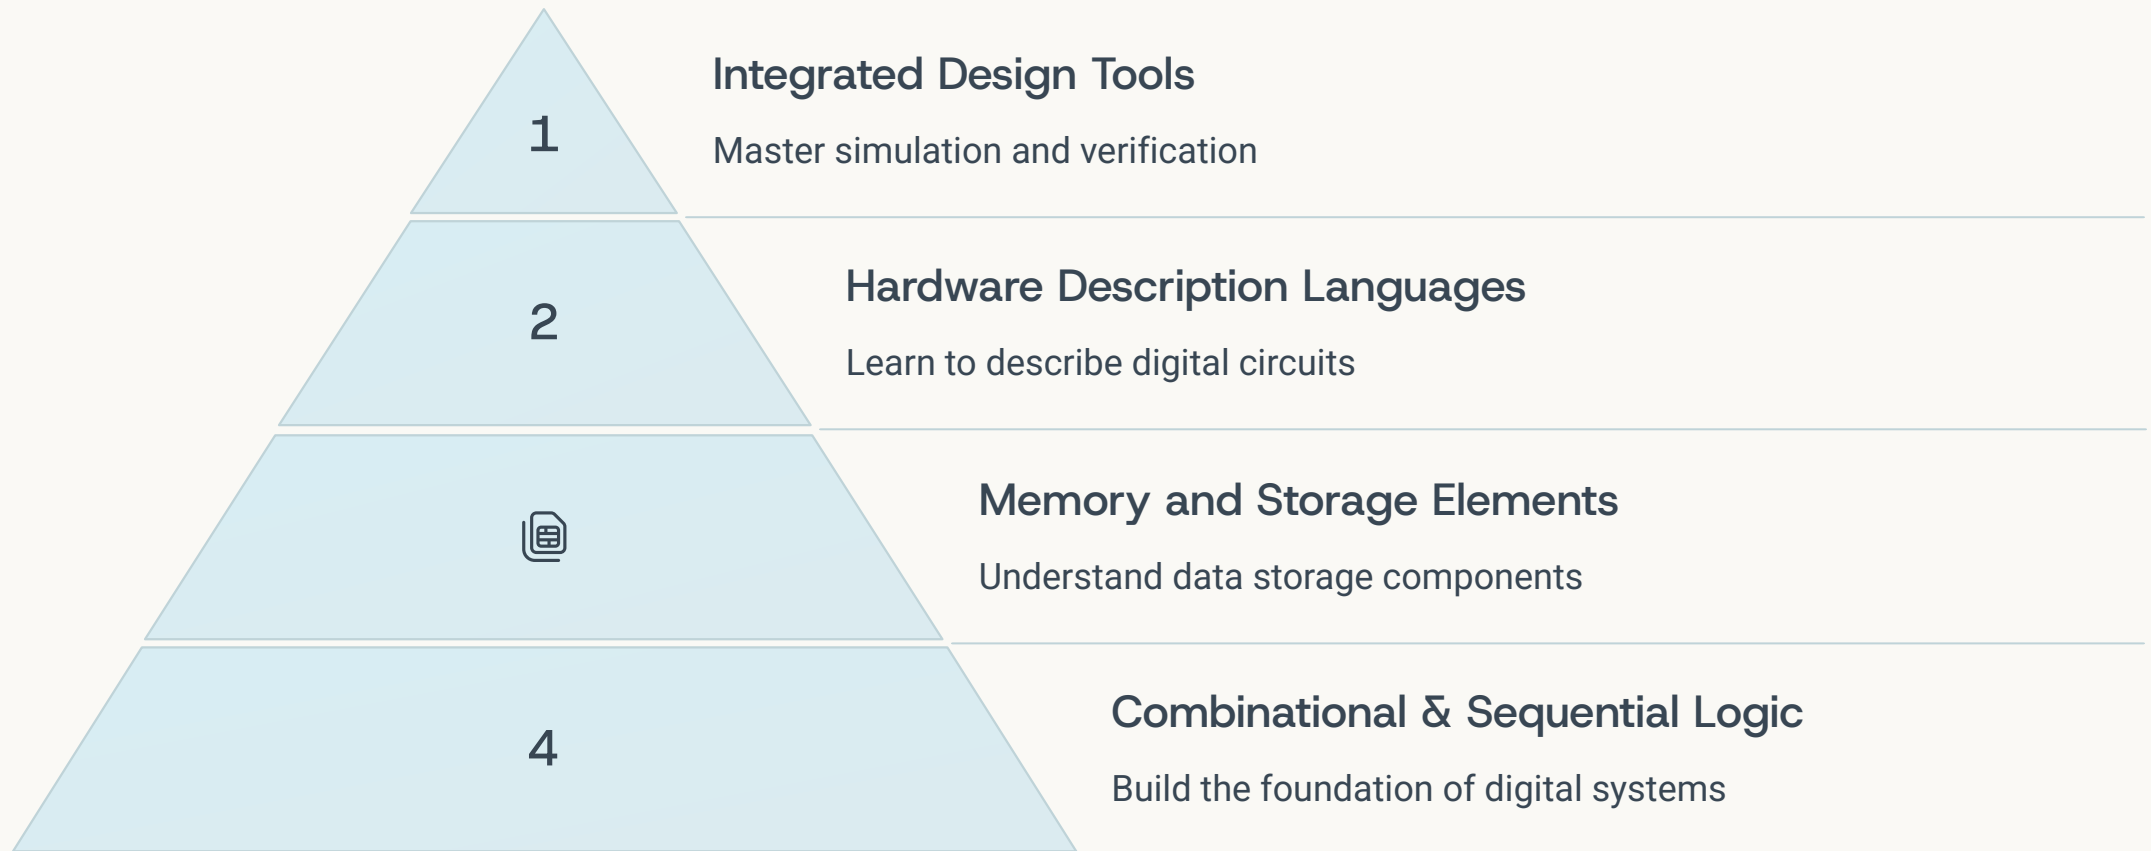 1
Integrated Design Tools
Master simulation and verification
2
Hardware Description Languages
Learn to describe digital circuits
Memory and Storage Elements
Understand data storage components
4
Combinational & Sequential Logic
Build the foundation of digital systems